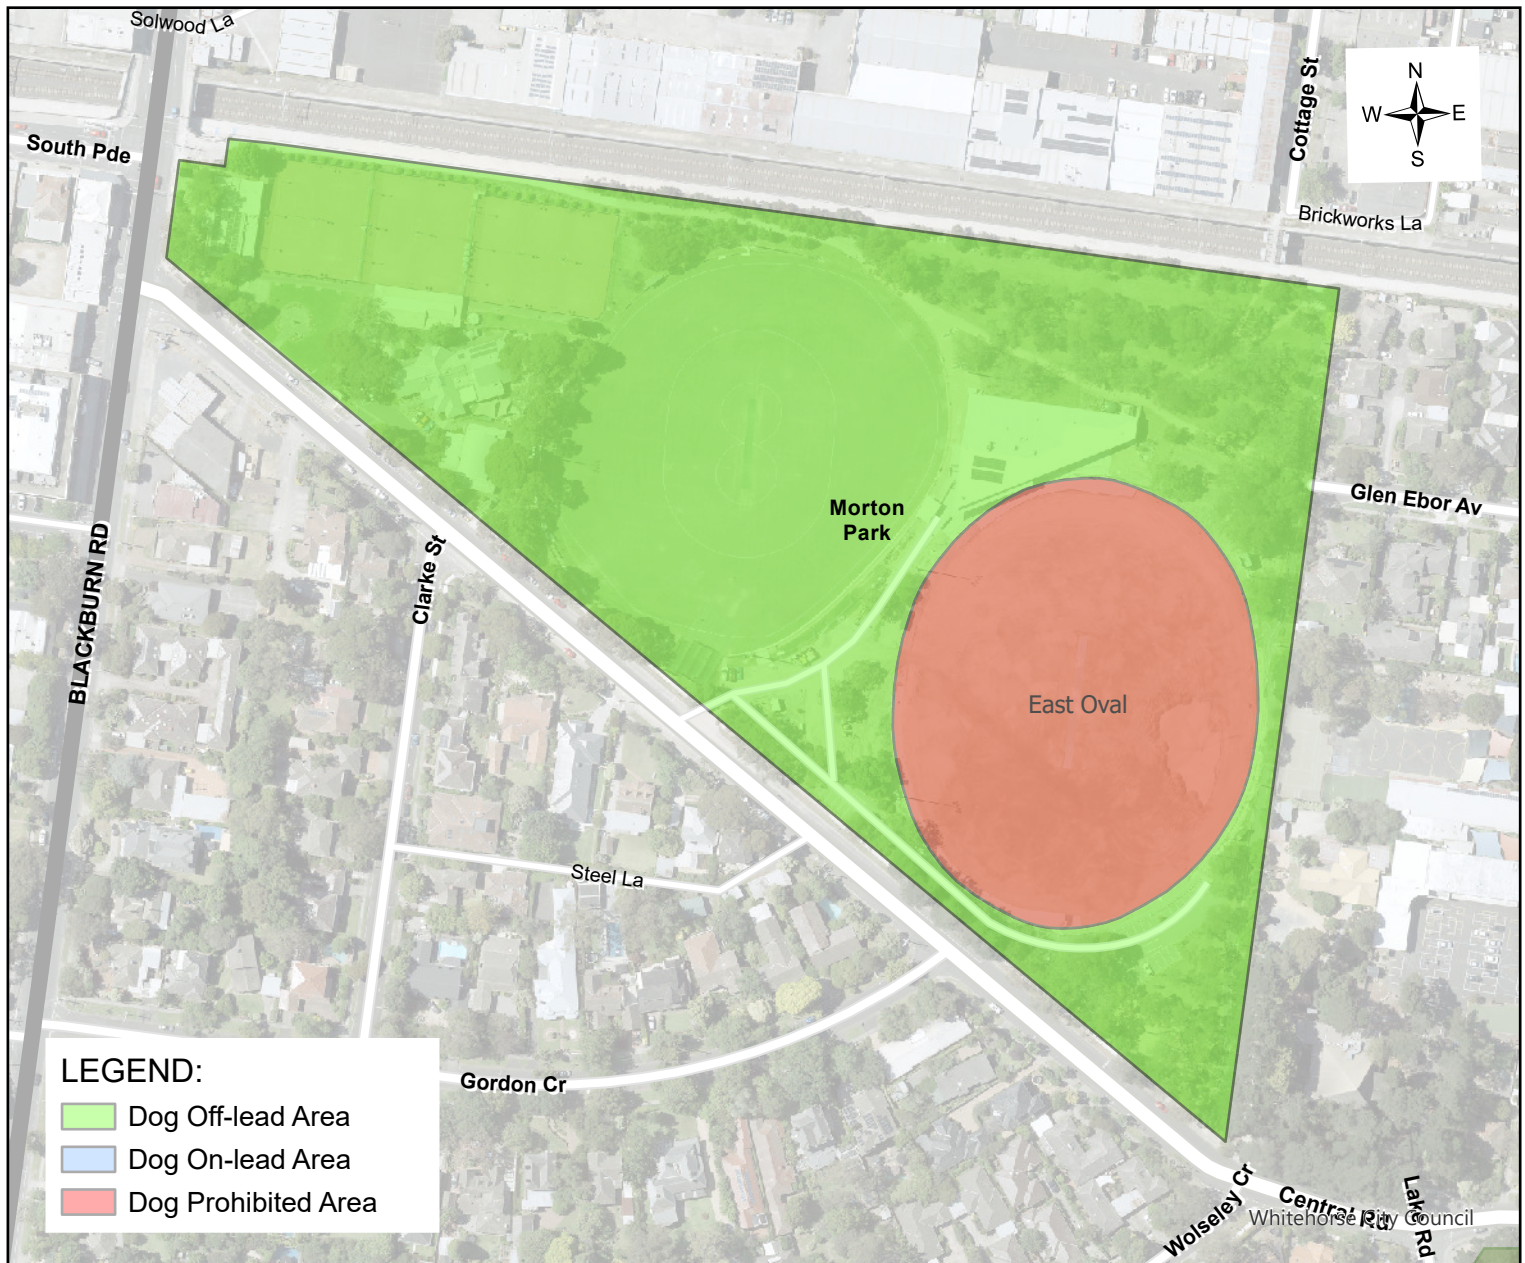 Solwood La
South Pde
Cottage St
N
W E
S
Brickworks La
Glen Ebor Av
Morton
Park
BLACKBURN RD
Clarke St
East Oval
Steel La
Gordon Cr
LEGEND:
Dog Off-lead Area
Dog On-lead Area
Dog Prohibited Area
Wolseley Cr
Central Rd
Lake Rd
Whitehorse City Council